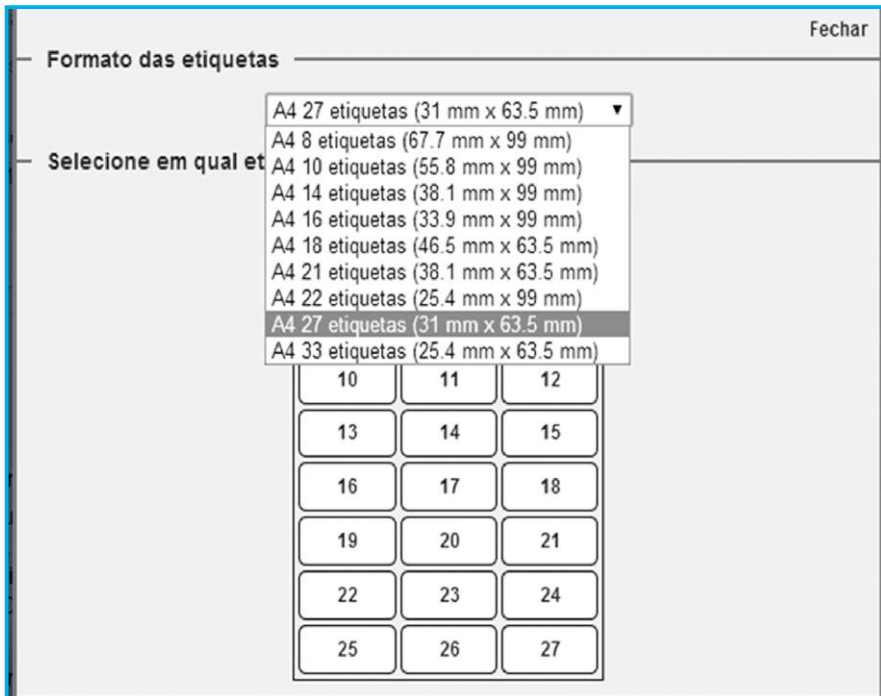 Fechar
Formato das etiquetas
A4 27 etiquetas (31 mm x 63.5 mm)
A4 8 etiquetas (67.7 mm x 99 mm)
Selecione em qual et
A4 10 etiquetas (55.8 mm x 99 mm)
A4 14 etiquetas (38.1 mm x 99 mm)
A4 16 etiquetas (33.9 mm x 99 mm)
A4 18 etiquetas (46.5 mm x 63.5 mm)
A4 21 etiquetas (38.1 mm x 63.5 mm)
A4 22 etiquetas (25.4 mm x 99 mm)
A4 27 etiquetas (31 mm x 63.5 mm)
A4 33 etiquetas (25.4 mm x 63.5 mm)
10 11 12
13 14 15
16 17 18
19 20 21
22 23 24
25 26 27